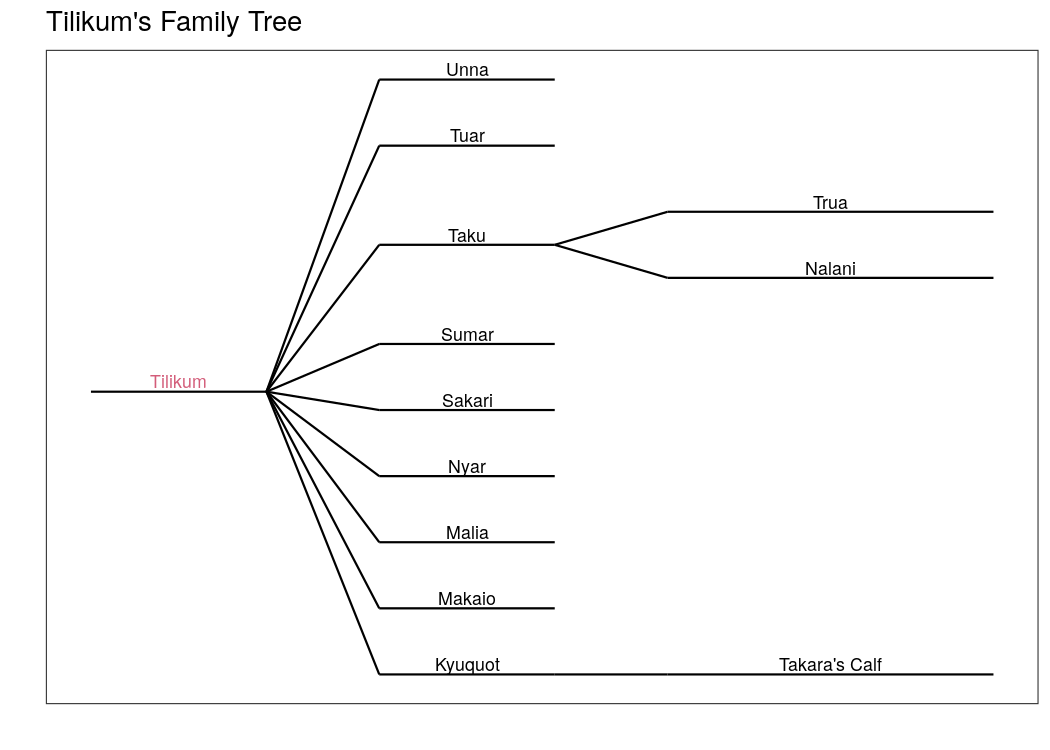 Tilikum's Family Tree
Unna
Tuar
Trua
Taku
Nalani
Sumar
Tilikum
Sakari
Nyar
Malia
Makaio
Kyuquot
Takara's Calf